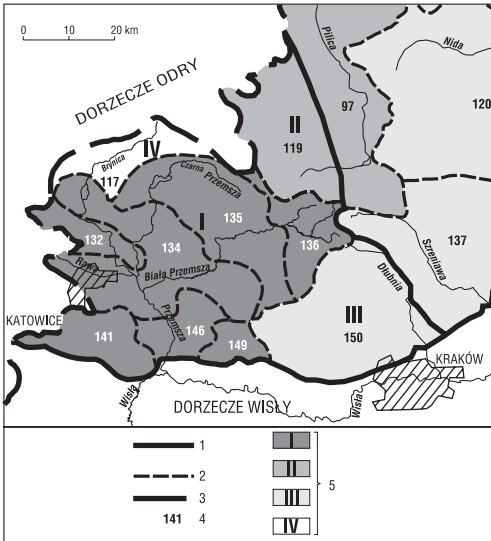 0 10 20 km
DORZECZE ODRY
Pilica
Nida
97
120
II
119
IV
Brynica
117
Czarna Przemsza
I
135
132
134
136
137
Rawa
Biała Przemsza
Szreniawa
Dłubnia
III
150
KATOWICE
141
146
149
Przemsza
KRAKÓW
Wisła
DORZECZE WISŁY
Wisła
1
2
3
141 4
I
II
III
IV
5